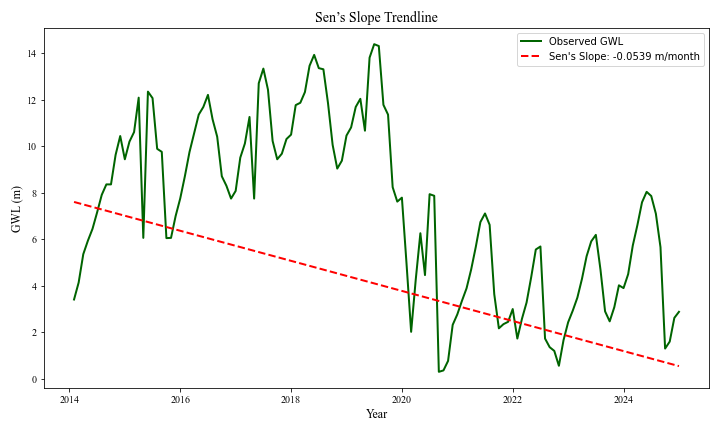 Sen’s Slope Trendline
Observed GWL
Sen's Slope: -0.0539 m/month
14
12
10
8
6
4
2
0
GWL (m)
2014
2016
2018
2020
2022
2024
Year